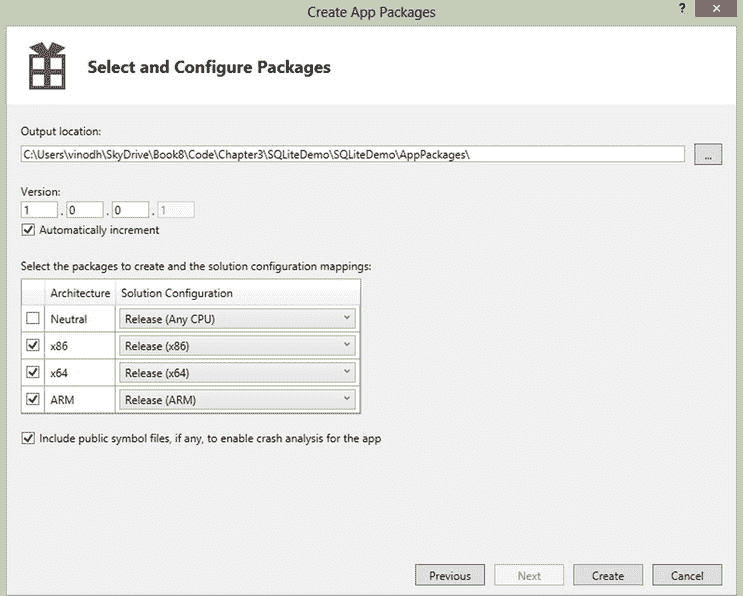 Create App Packages
?
Select and Configure Packages
Output location:
C:\Users\vinodh\SkyDrive\Book8\Code\Chapter3\SQLiteDemo\SQLiteDemo\AppPackages\
...
Version:
1 . 0 . 0 . 1
Automatically increment
Select the packages to create and the solution configuration mappings:
Architecture Solution Configuration
Neutral Release (Any CPU)
x86 Release (x86)
x64 Release (x64)
ARM Release (ARM)
Include public symbol files, if any, to enable crash analysis for the app
Previous Next Create Cancel